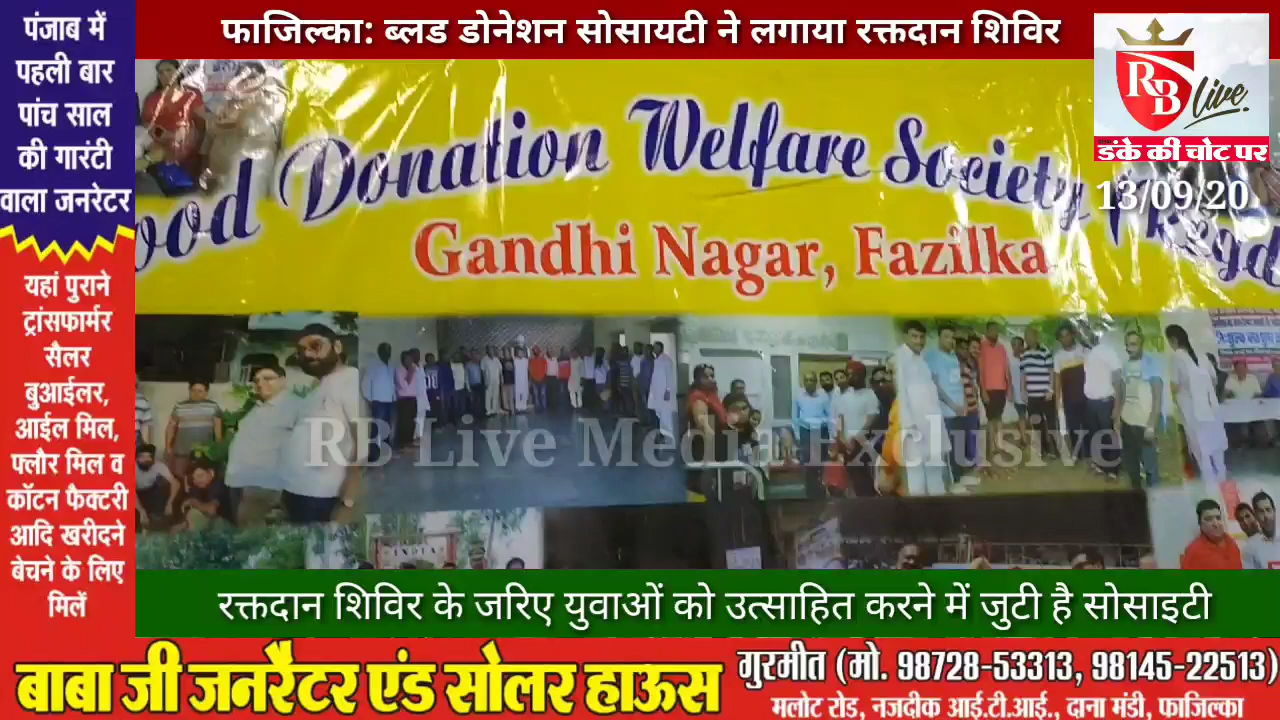 पंजाब में
पहली बार
पांच साल
की गारंटी
वाला जनरेटर
यहां पुराने
ट्रांसफार्मर
सैलर
बुआईलर,
आईल मिल,
फ्लौर मिल व
कॉटन फैक्टरी
आदि खरीदने
बेचने के लिए
मिलें
फाजिल्का: ब्लड डोनेशन सोसायटी ने लगाया रक्तदान शिविर
RB Live
डंके की चोट पर
13/09/20
ood Donation Welfare Society (Regd
Gandhi Nagar, Fazilka
RB Live Media Exclusive
INDIA
रक्तदान शिविर के जरिए युवाओं को उत्साहित करने में जुटी है सोसाइटी
बाबा जी जनरैटर एंड सोलर हाऊस
गुरमीत (मो. 98728-53313, 98145-22513)
मलोट रोड, नजदीक आई.टी.आई., दाना मंडी, फाजिल्का